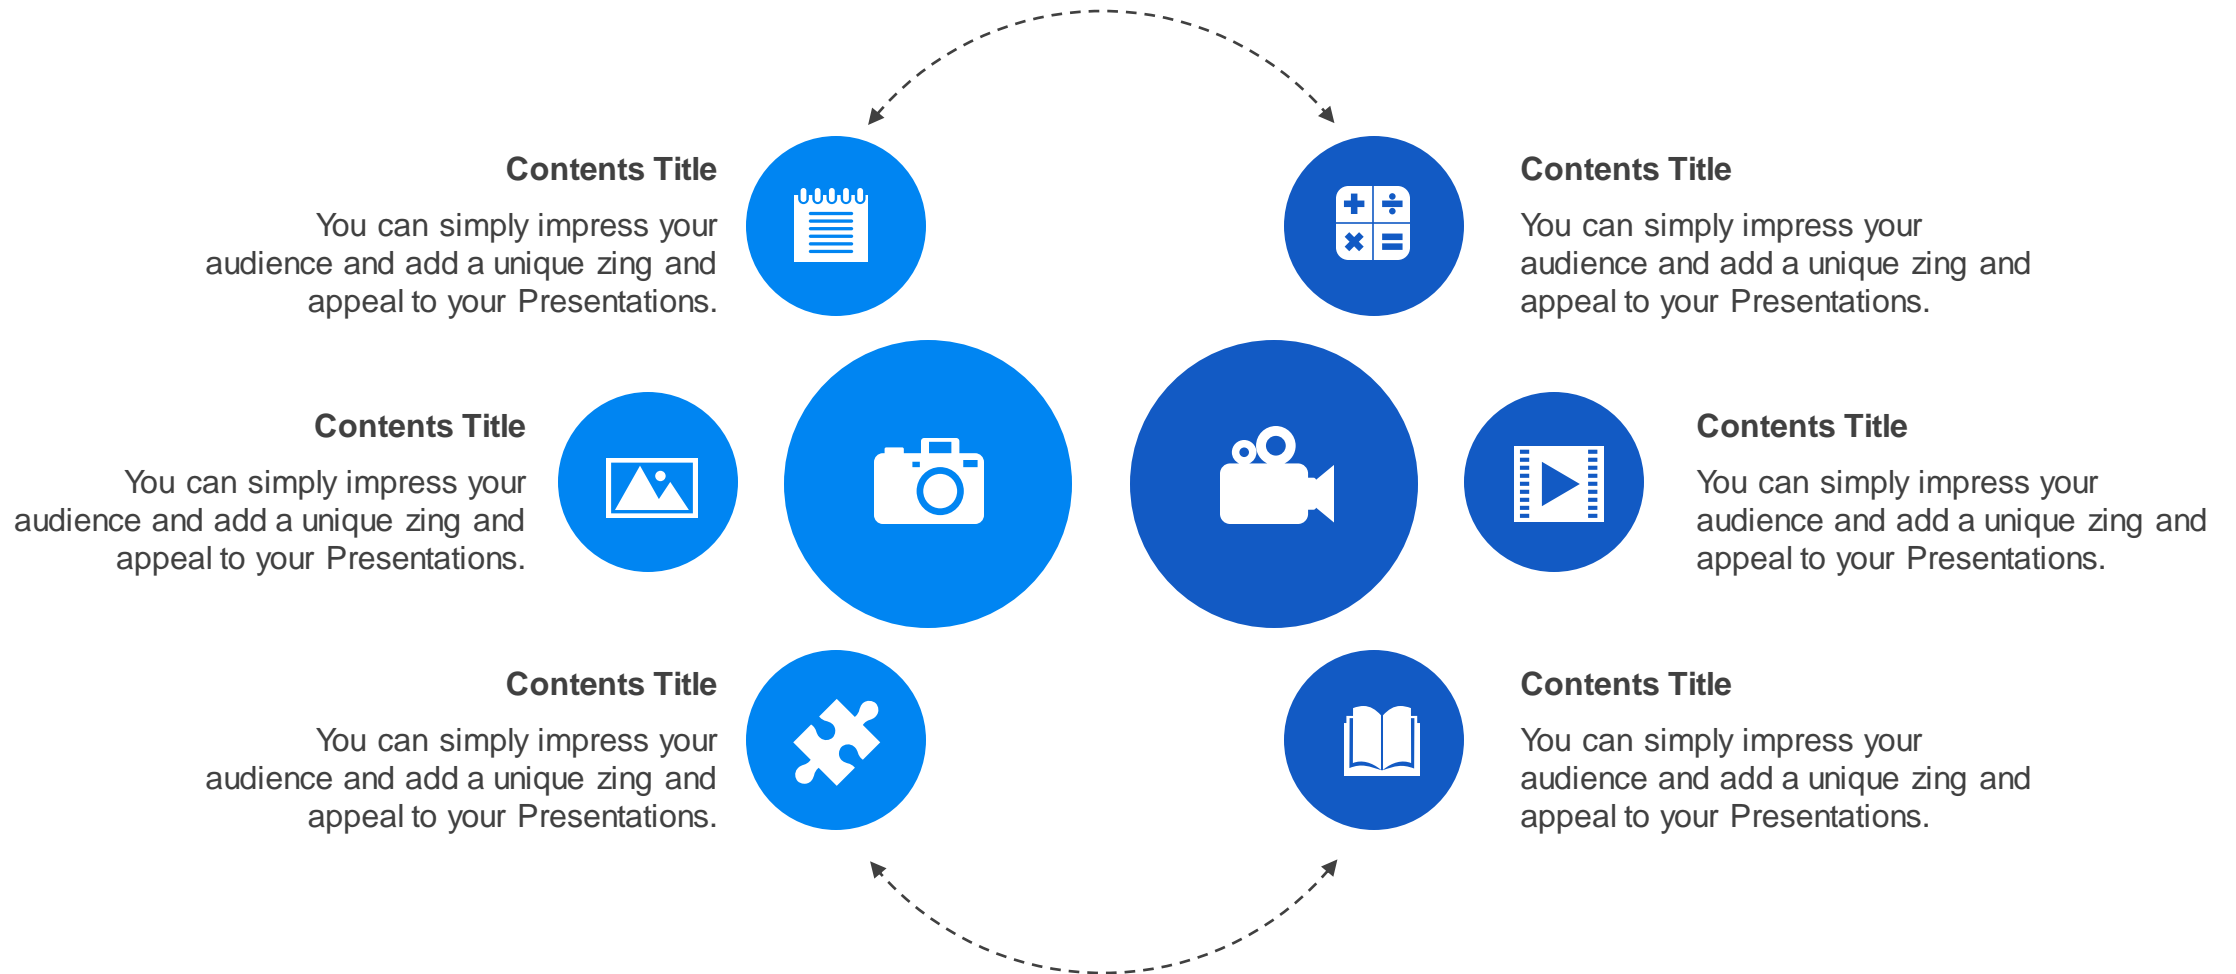 Contents Title
You can simply impress your
audience and add a unique zing and
appeal to your Presentations.
Contents Title
You can simply impress your
audience and add a unique zing and
appeal to your Presentations.
Contents Title
You can simply impress your
audience and add a unique zing and
appeal to your Presentations.
Contents Title
You can simply impress your
audience and add a unique zing and
appeal to your Presentations.
Contents Title
You can simply impress your
audience and add a unique zing and
appeal to your Presentations.
Contents Title
You can simply impress your
audience and add a unique zing and
appeal to your Presentations.